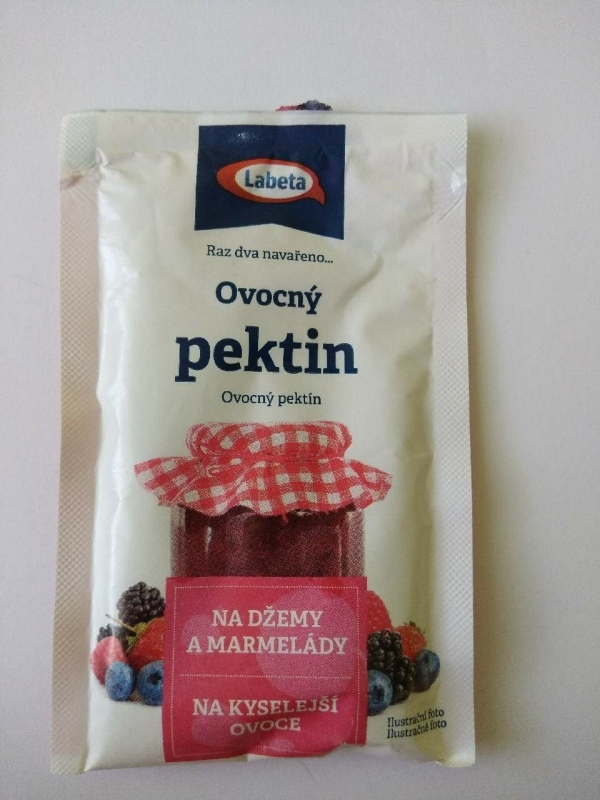 Labeta
Raz dva navařeno...
Ovocný
pektin
Ovocný pektín
NA DŽEMY
A MARMELÁDY
NA KYSELEJŠÍ
OVOCE
Ilustrační foto
Ilustračné foto